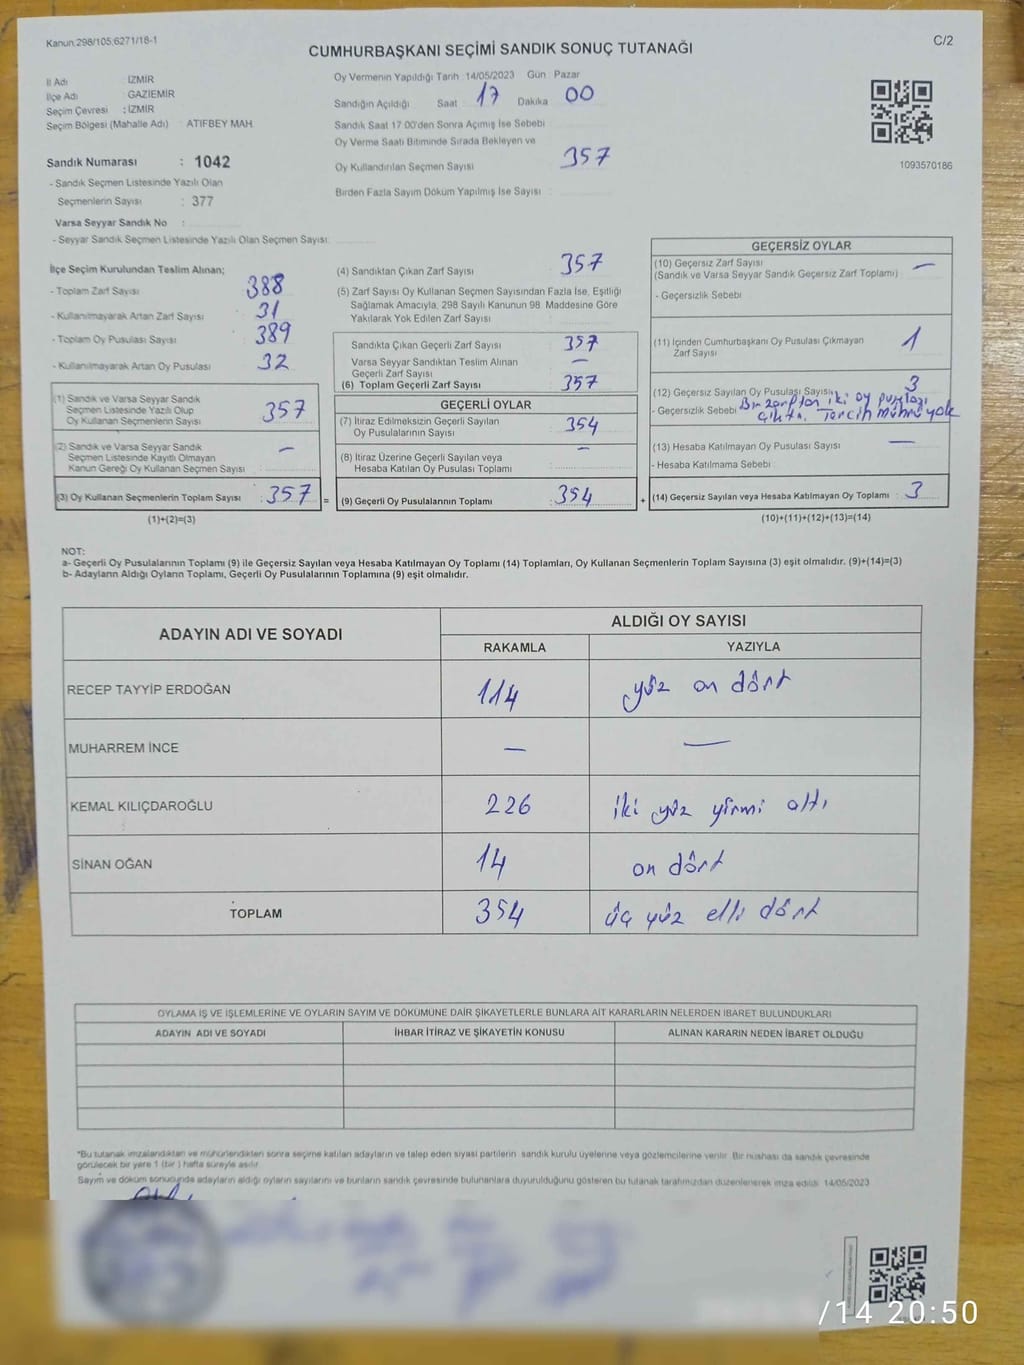 Kanun.298/105,6271/18-1
C/2
CUMHURBAŞKANI SEÇİMİ SANDIK SONUÇ TUTANAĞI
İl Adı : İZMİR
İlçe Adı : GAZİEMİR
Seçim Çevresi : İZMİR
Seçim Bölgesi (Mahalle Adı) : ATIFBEY MAH.
Sandık Numarası : 1042
- Sandık Seçmen Listesinde Yazılı Olan
Seçmenlerin Sayısı : 377
Varsa Seyyar Sandık No :
- Seyyar Sandık Seçmen Listesinde Yazılı Olan Seçmen Sayısı:
Oy Vermenin Yapıldığı Tarih :14/05/2023 Gün : Pazar
Sandığın Açıldığı Saat : 17 Dakika : 00
Sandık Saat 17:00'den Sonra Açılmış İse Sebebi :
Oy Verme Saati Bitiminde Sırada Bekleyen ve
Oy Kullandırılan Seçmen Sayısı : 357
Birden Fazla Sayım Döküm Yapılmış İse Sayısı :
1093570186
İlçe Seçim Kurulundan Teslim Alınan;
- Toplam Zarf Sayısı : 388
- Kullanılmayarak Artan Zarf Sayısı : 31
- Toplam Oy Pusulası Sayısı : 389
- Kullanılmayarak Artan Oy Pusulası : 32
(1) Sandık ve Varsa Seyyar Sandık
Seçmen Listesinde Yazılı Olup
Oy Kullanan Seçmenlerin Sayısı : 357
(2) Sandık ve Varsa Seyyar Sandık
Seçmen Listesinde Kayıtlı Olmayan
Kanun Gereği Oy Kullanan Seçmen Sayısı : —
(3) Oy Kullanan Seçmenlerin Toplam Sayısı : 357 =
(1)+(2)=(3)
(4) Sandıktan Çıkan Zarf Sayısı : 357
(5) Zarf Sayısı Oy Kullanan Seçmen Sayısından Fazla İse, Eşitliği
Sağlamak Amacıyla, 298 Sayılı Kanunun 98. Maddesine Göre
Yakılarak Yok Edilen Zarf Sayısı :
Sandıkta Çıkan Geçerli Zarf Sayısı : 357
Varsa Seyyar Sandıktan Teslim Alınan
Geçerli Zarf Sayısı : —
(6) Toplam Geçerli Zarf Sayısı : 357
GEÇERLİ OYLAR
(7) İtiraz Edilmeksizin Geçerli Sayılan
Oy Pusulalarının Sayısı : 354
(8) İtiraz Üzerine Geçerli Sayılan veya
Hesaba Katılan Oy Pusulası Toplamı : —
(9) Geçerli Oy Pusulalarının Toplamı : 354 +
GEÇERSİZ OYLAR
(10) Geçersiz Zarf Sayısı
(Sandık ve Varsa Seyyar Sandık Geçersiz Zarf Toplamı) : —
- Geçersizlik Sebebi :
(11) İçinden Cumhurbaşkanı Oy Pusulası Çıkmayan
Zarf Sayısı : 1
(12) Geçersiz Sayılan Oy Pusulası Sayısı : 3
- Geçersizlik Sebebi : Bir zarftan iki oy pusulası
çıktı. Tercih mührü yok
(13) Hesaba Katılmayan Oy Pusulası Sayısı : —
- Hesaba Katılmama Sebebi :
(14) Geçersiz Sayılan veya Hesaba Katılmayan Oy Toplamı : 3
(10)+(11)+(12)+(13)=(14)
NOT:
a- Geçerli Oy Pusulalarının Toplamı (9) ile Geçersiz Sayılan veya Hesaba Katılmayan Oy Toplamı (14) Toplamları, Oy Kullanan Seçmenlerin Toplam Sayısına (3) eşit olmalıdır. (9)+(14)=(3)
b- Adayların Aldığı Oyların Toplamı, Geçerli Oy Pusulalarının Toplamına (9) eşit olmalıdır.
ADAYIN ADI VE SOYADI
ALDIĞI OY SAYISI
RAKAMLA YAZIYLA
RECEP TAYYİP ERDOĞAN 114 yüz on dört
MUHARREM İNCE — —
KEMAL KILIÇDAROĞLU 226 iki yüz yirmi altı
SİNAN OĞAN 14 on dört
TOPLAM 354 üç yüz elli dört
OYLAMA İŞ VE İŞLEMLERİNE VE OYLARIN SAYIM VE DÖKÜMÜNE DAİR ŞİKAYETLERLE BUNLARA AİT KARARLARIN NELERDEN İBARET BULUNDUKLARI
ADAYIN ADI VE SOYADI İHBAR İTİRAZ VE ŞİKAYETİN KONUSU ALINAN KARARIN NEDEN İBARET OLDUĞU
*Bu tutanak imzalandıktan ve mühürlendikten sonra seçime katılan adayların ve talep eden siyasi partilerin sandık kurulu üyelerine veya gözlemcilerine verilir. Bir nüshası da sandık çevresinde
görülecek bir yere 1 (bir) hafta süreyle asılır.
Sayım ve döküm sonucunda adayların aldığı oyların sayılarını ve bunların sandık çevresinde bulunanlara duyurulduğunu gösteren bu tutanak tarafımızdan düzenlenerek imza edildi. 14/05/2023
/14 20:50